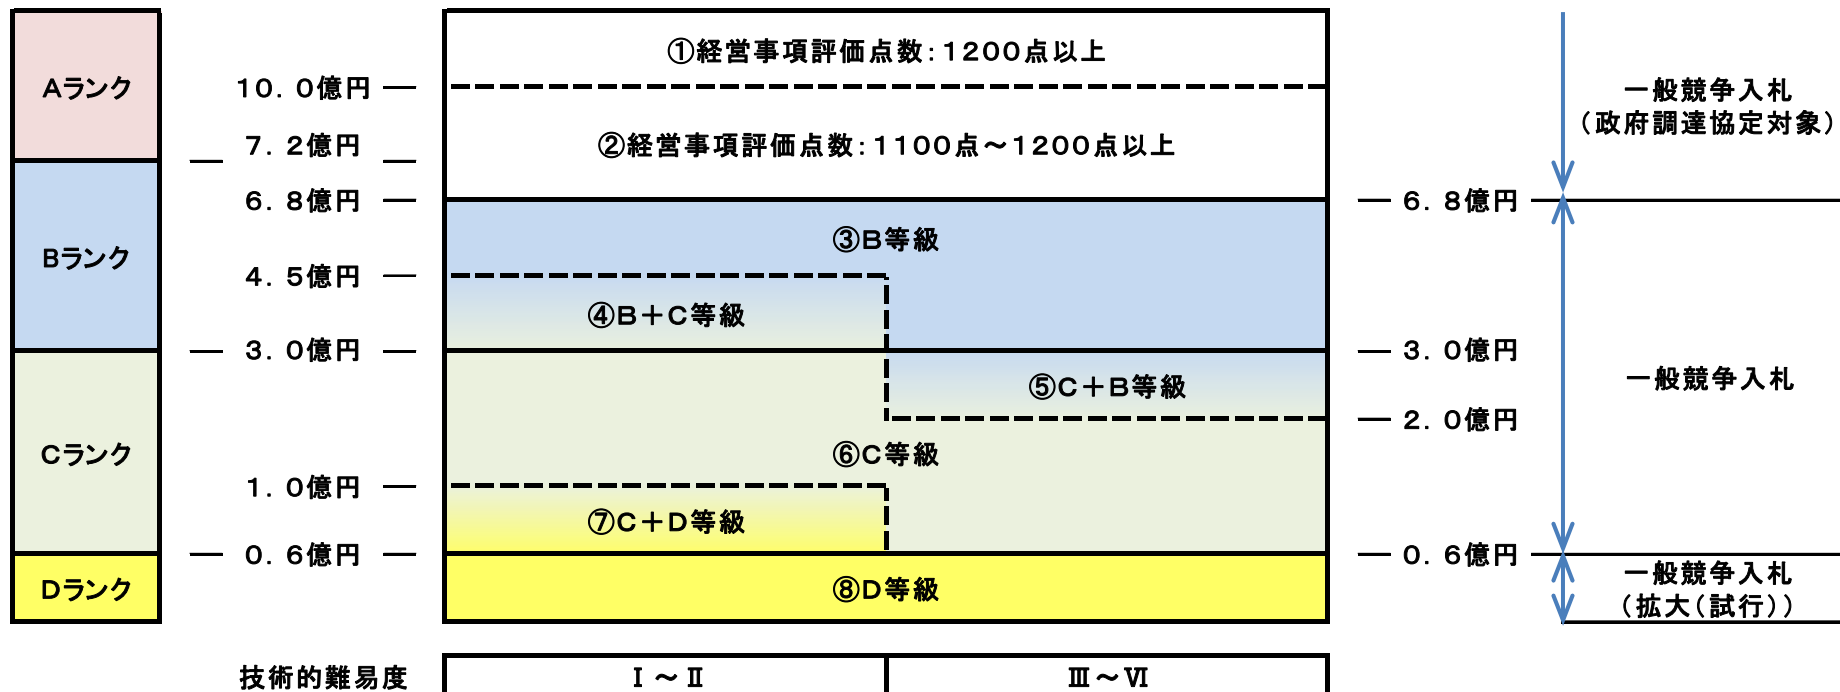 ①経営事項評価点数:1200点以上
Aランク
10.0億円
一般競争入札
(政府調達協定対象)
7.2億円
②経営事項評価点数:1100点~1200点以上
6.8億円
6.8億円
③B等級
Bランク
4.5億円
④B+C等級
3.0億円
3.0億円
⑤C+B等級
一般競争入札
2.0億円
Cランク
⑥C等級
1.0億円
⑦C+D等級
0.6億円
0.6億円
Dランク
⑧D等級
一般競争入札
(拡大(試行))
技術的難易度
Ⅰ~Ⅱ
Ⅲ~Ⅵ